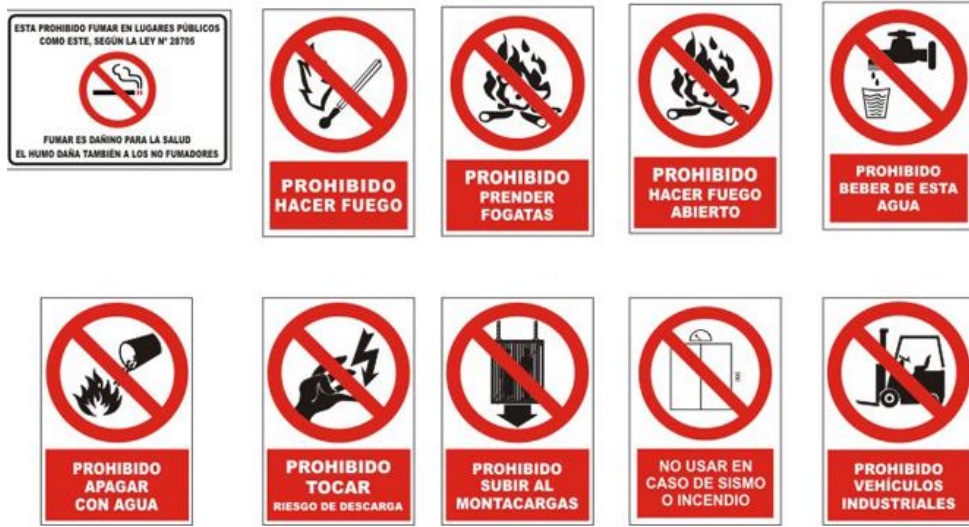 ESTA PROHIBIDO FUMAR EN LUGARES PÚBLICOS
COMO ESTE, SEGÚN LA LEY Nº 28705
FUMAR ES DAÑINO PARA LA SALUD
EL HUMO DAÑA TAMBIÉN A LOS NO FUMADORES
PROHIBIDO
HACER FUEGO
PROHIBIDO
PRENDER
FOGATAS
PROHIBIDO
HACER FUEGO
ABIERTO
PROHIBIDO
BEBER DE ESTA
AGUA
PROHIBIDO
APAGAR
CON AGUA
PROHIBIDO
TOCAR
RIESGO DE DESCARGA
PROHIBIDO
SUBIR AL
MONTACARGAS
NO USAR EN
CASO DE SISMO
O INCENDIO
PROHIBIDO
VEHÍCULOS
INDUSTRIALES